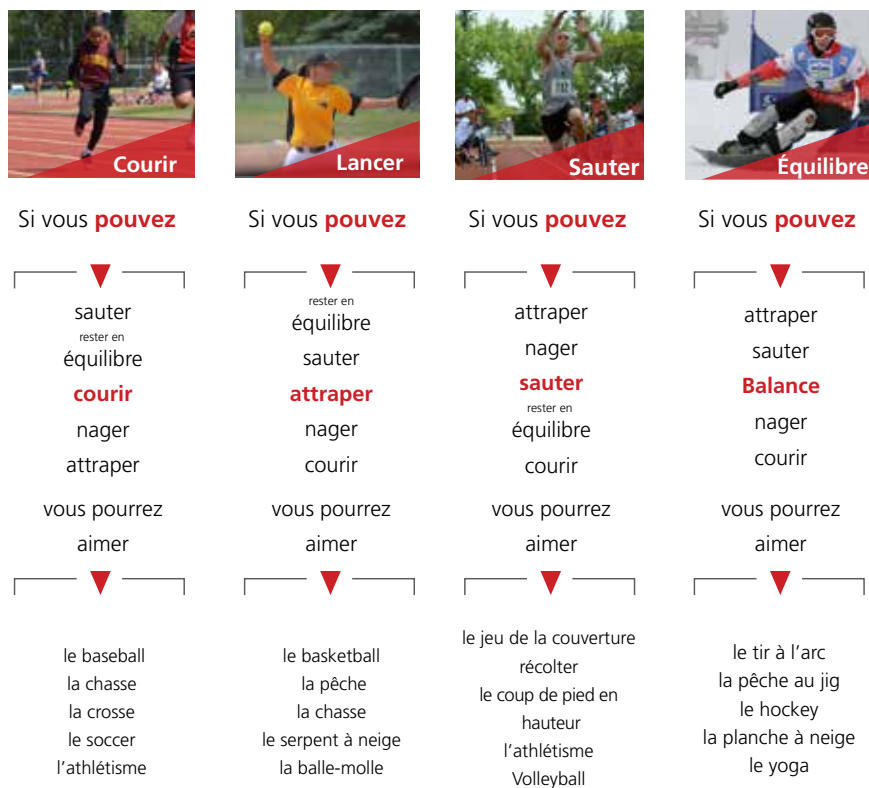 Courir
Si vous pouvez
sauter
rester en
équilibre
courir
nager
attraper
vous pourrez
aimer
le baseball
la chasse
la crosse
le soccer
l'athlétisme
Lancer
Si vous pouvez
rester en
équilibre
sauter
attraper
nager
courir
vous pourrez
aimer
le basketball
la pêche
la chasse
le serpent à neige
la balle-molle
Sauter
Si vous pouvez
attraper
nager
sauter
rester en
équilibre
courir
vous pourrez
aimer
le jeu de la couverture
récolter
le coup de pied en
hauteur
l'athlétisme
Volleyball
Équilibre
Si vous pouvez
attraper
sauter
Balance
nager
courir
vous pourrez
aimer
le tir à l'arc
la pêche au jig
le hockey
la planche à neige
le yoga